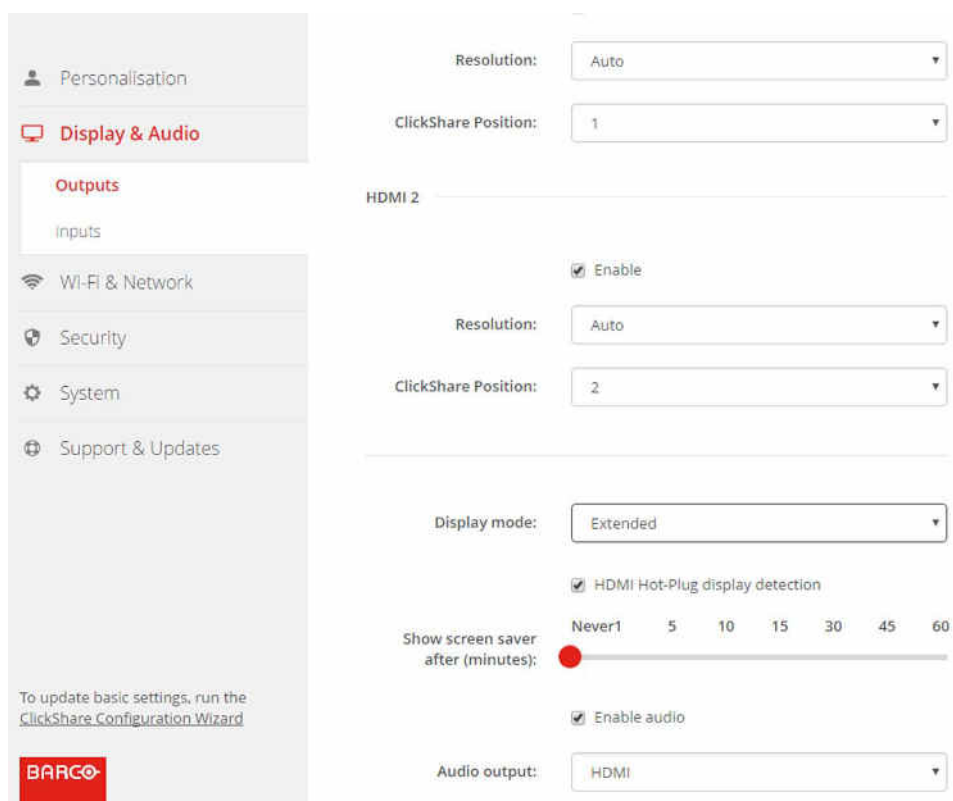 Personalisation
Display & Audio
Outputs
Inputs
Wi-Fi & Network
Security
System
Support & Updates
To update basic settings, run the
ClickShare Configuration Wizard
BARCO
Resolution: Auto
ClickShare Position: 1
HDMI 2
Enable
Resolution: Auto
ClickShare Position: 2
Display mode: Extended
HDMI Hot-Plug display detection
Never1 5 10 15 30 45 60
Show screen saver
after (minutes):
Enable audio
Audio output: HDMI